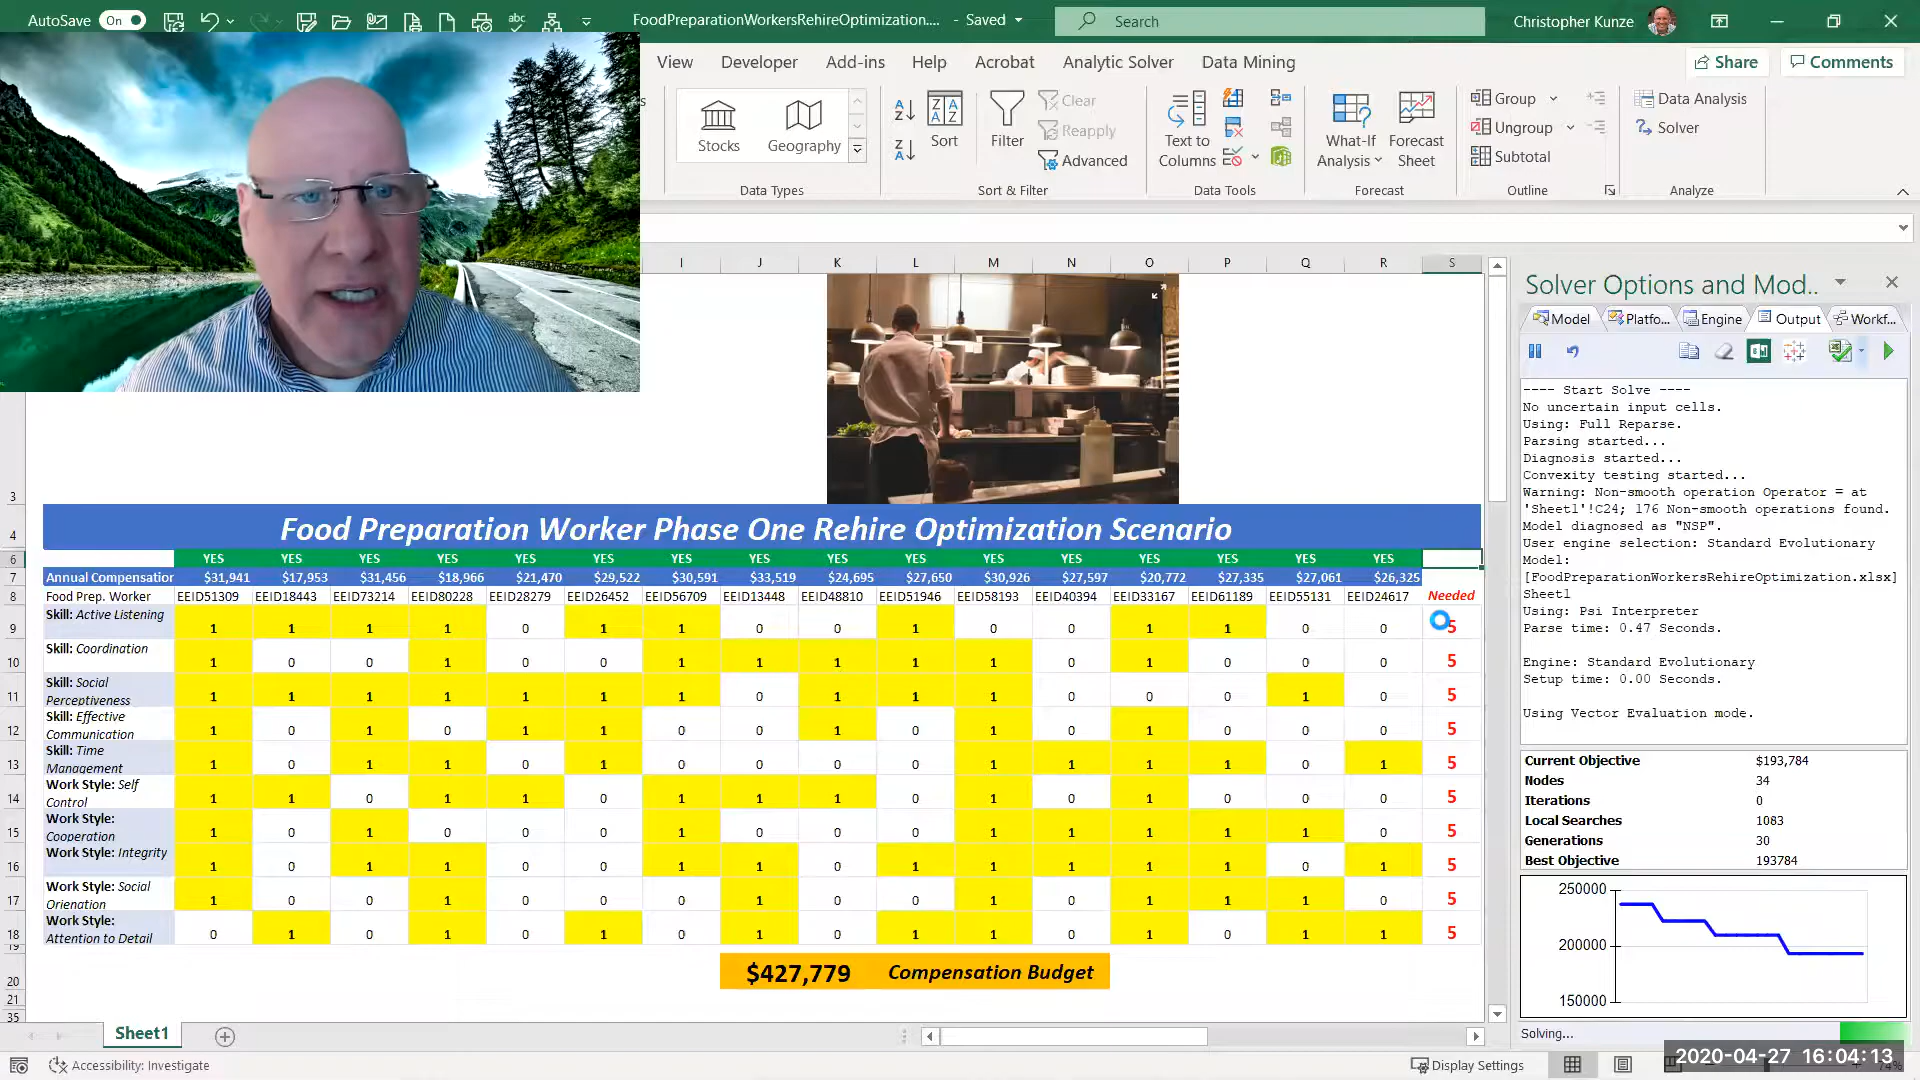 AutoSave On
FoodPreparationWorkersRehireOptimization.... - Saved
Search
Christopher Kunze
View Developer Add-ins Help Acrobat Analytic Solver Data Mining
Share Comments
Stocks Geography
Data Types
Sort Filter Clear Reapply Advanced
Sort & Filter
Text to Columns
Data Tools
What-If Analysis Forecast Sheet
Forecast
Group
Ungroup
Subtotal
Outline
Data Analysis
Solver
Analyze
I J K L M N O P Q R S
3
4 Food Preparation Worker Phase One Rehire Optimization Scenario
6 YES YES YES YES YES YES YES YES YES YES YES YES YES YES YES YES
7 Annual Compensation $31,941 $17,953 $31,456 $18,966 $21,470 $29,522 $30,591 $33,519 $24,695 $27,650 $30,926 $27,597 $20,772 $27,335 $27,061 $26,325
8 Food Prep. Worker EEID51309 EEID18443 EEID73214 EEID80228 EEID28279 EEID26452 EEID56709 EEID13448 EEID48810 EEID51946 EEID58193 EEID40394 EEID33167 EEID61189 EEID55131 EEID24617 Needed
9 Skill: Active Listening 1 1 1 1 0 1 1 0 0 1 0 0 1 1 0 0 5
10 Skill: Coordination 1 0 0 1 0 0 1 1 1 1 1 0 1 0 0 0 5
11 Skill: Social Perceptiveness 1 1 1 1 1 1 1 0 1 1 1 0 0 0 1 0 5
12 Skill: Effective Communication 1 0 1 0 1 1 0 0 1 0 1 0 1 0 0 0 5
13 Skill: Time Management 1 0 1 1 0 1 0 0 0 0 1 1 1 1 0 1 5
14 Work Style: Self Control 1 1 0 1 1 0 1 1 1 0 1 0 1 0 0 0 5
15 Work Style: Cooperation 1 0 1 0 0 0 1 0 0 0 1 1 1 1 1 0 5
16 Work Style: Integrity 1 0 1 1 0 0 1 1 0 1 1 1 1 1 0 1 5
17 Work Style: Social Orienation 1 0 0 1 0 0 0 1 0 0 1 0 1 1 1 0 5
18 Work Style: Attention to Detail 0 1 0 1 0 1 0 1 0 1 1 0 1 0 1 1 5
19
20 $427,779 Compensation Budget
21
35
Sheet1
Accessibility: Investigate
Display Settings
Solver Options and Mod..
Model Platfo... Engine Output Workf...
---- Start Solve ----
No uncertain input cells.
Using: Full Reparse.
Parsing started...
Diagnosis started...
Convexity testing started...
Warning: Non-smooth operation Operator = at
'Sheet1'!C24; 176 Non-smooth operations found.
Model diagnosed as "NSP".
User engine selection: Standard Evolutionary
Model:
[FoodPreparationWorkersRehireOptimization.xlsx]
Sheet1
Using: Psi Interpreter
Parse time: 0.47 Seconds.
Engine: Standard Evolutionary
Setup time: 0.00 Seconds.
Using Vector Evaluation mode.
Current Objective $193,784
Nodes 34
Iterations 0
Local Searches 1083
Generations 30
Best Objective 193784
250000
200000
150000
Solving...
2020-04-27 16:04:13